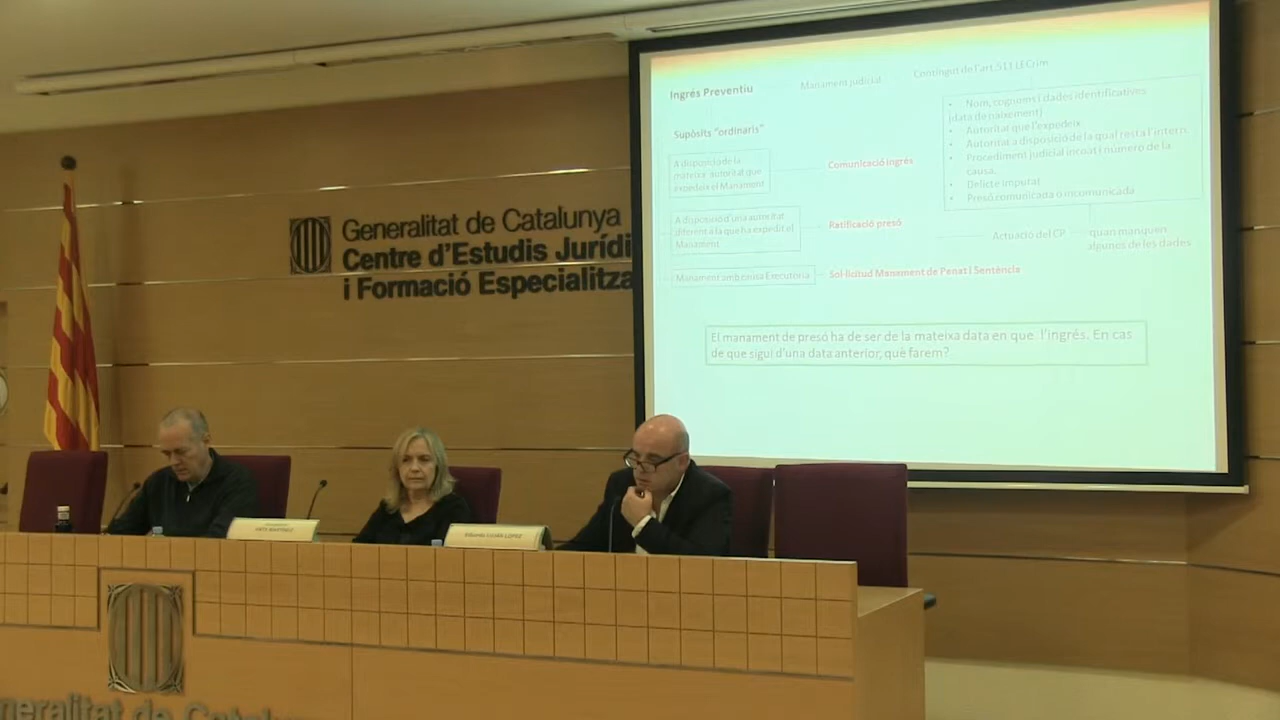 Ingrés Preventiu
Manament judicial
Contingut de l'art.511 LECrim
Supòsits "ordinaris"
A disposició de la
mateixa autoritat que
expedeix el Manament
Comunicació ingrés
• Nom, cognoms i dades identificatives
(data de naixement)
• Autoritat que l'expedeix
• Autoritat a disposició de la qual resta l'intern.
• Procediment judicial incoat i número de la
causa.
• Delicte imputat
• Presó comunicada o incomunicada
A disposició d'una autoritat
diferent a la que ha expedit el
Manament
Ratificació presó
Actuació del CP
quan manquen
algunes de les dades
Manament amb causa Executòria
Sol·licitud Manament de Penat i Sentència
El manament de presó ha de ser de la mateixa data en que l'ingrés. En cas
de que sigui d'una data anterior, què farem?
Generalitat de Catalunya
Centre d'Estudis Jurídi
i Formació Especialitza
Eduardo LOPEZ
neralitat de Catalun